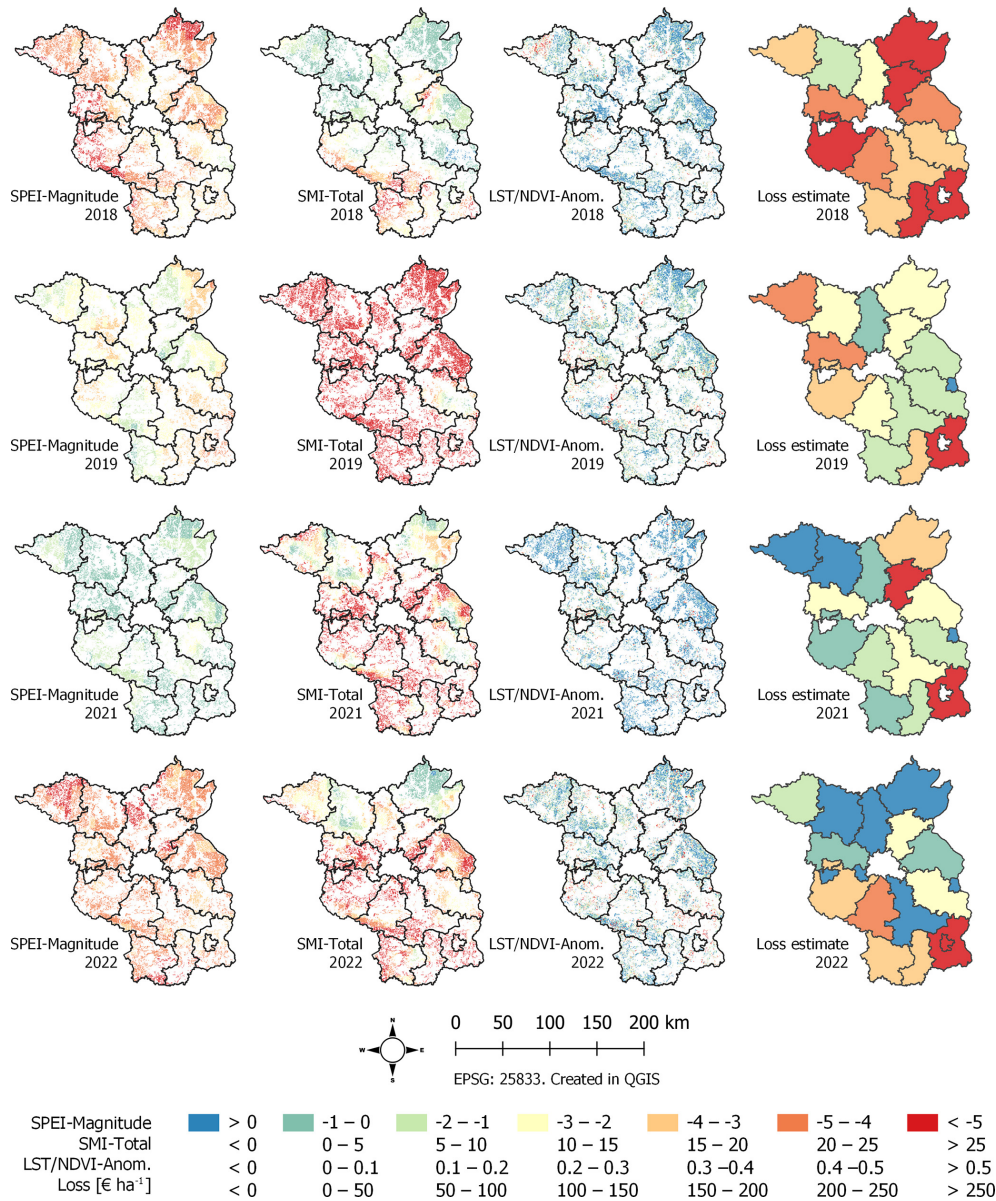 SPEI-Magnitude
2018
SMI-Total
2018
LST/NDVI-Anom.
2018
Loss estimate
2018
SPEI-Magnitude
2019
SMI-Total
2019
LST/NDVI-Anom.
2019
Loss estimate
2019
SPEI-Magnitude
2021
SMI-Total
2021
LST/NDVI-Anom.
2021
Loss estimate
2021
SPEI-Magnitude
2022
SMI-Total
2022
LST/NDVI-Anom.
2022
Loss estimate
2022
N
W E
S
0 50 100 150 200 km
EPSG: 25833. Created in QGIS
SPEI-Magnitude > 0 -1 – 0 -2 – -1 -3 – -2 -4 – -3 -5 – -4 < -5
SMI-Total < 0 0 – 5 5 – 10 10 – 15 15 – 20 20 – 25 > 25
LST/NDVI-Anom. < 0 0 – 0.1 0.1 – 0.2 0.2 – 0.3 0.3 –0.4 0.4 –0.5 > 0.5
Loss [€ ha⁻¹] < 0 0 – 50 50 – 100 100 – 150 150 – 200 200 – 250 > 250